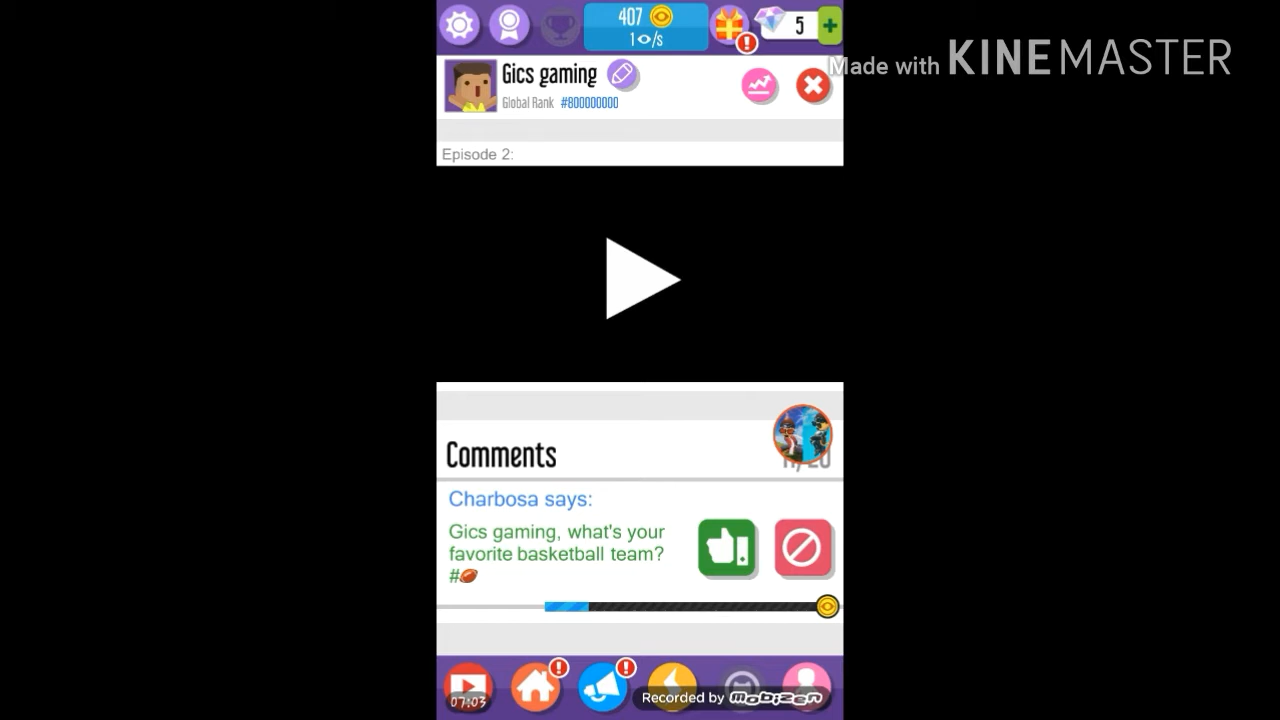 407
1/s
5
Made with KINEMASTER
Gics gaming
Global Rank #800000000
Episode 2:
Comments
Charbosa says:
Gics gaming, what's your
favorite basketball team?
#🏈
07:03
Recorded by mobizen